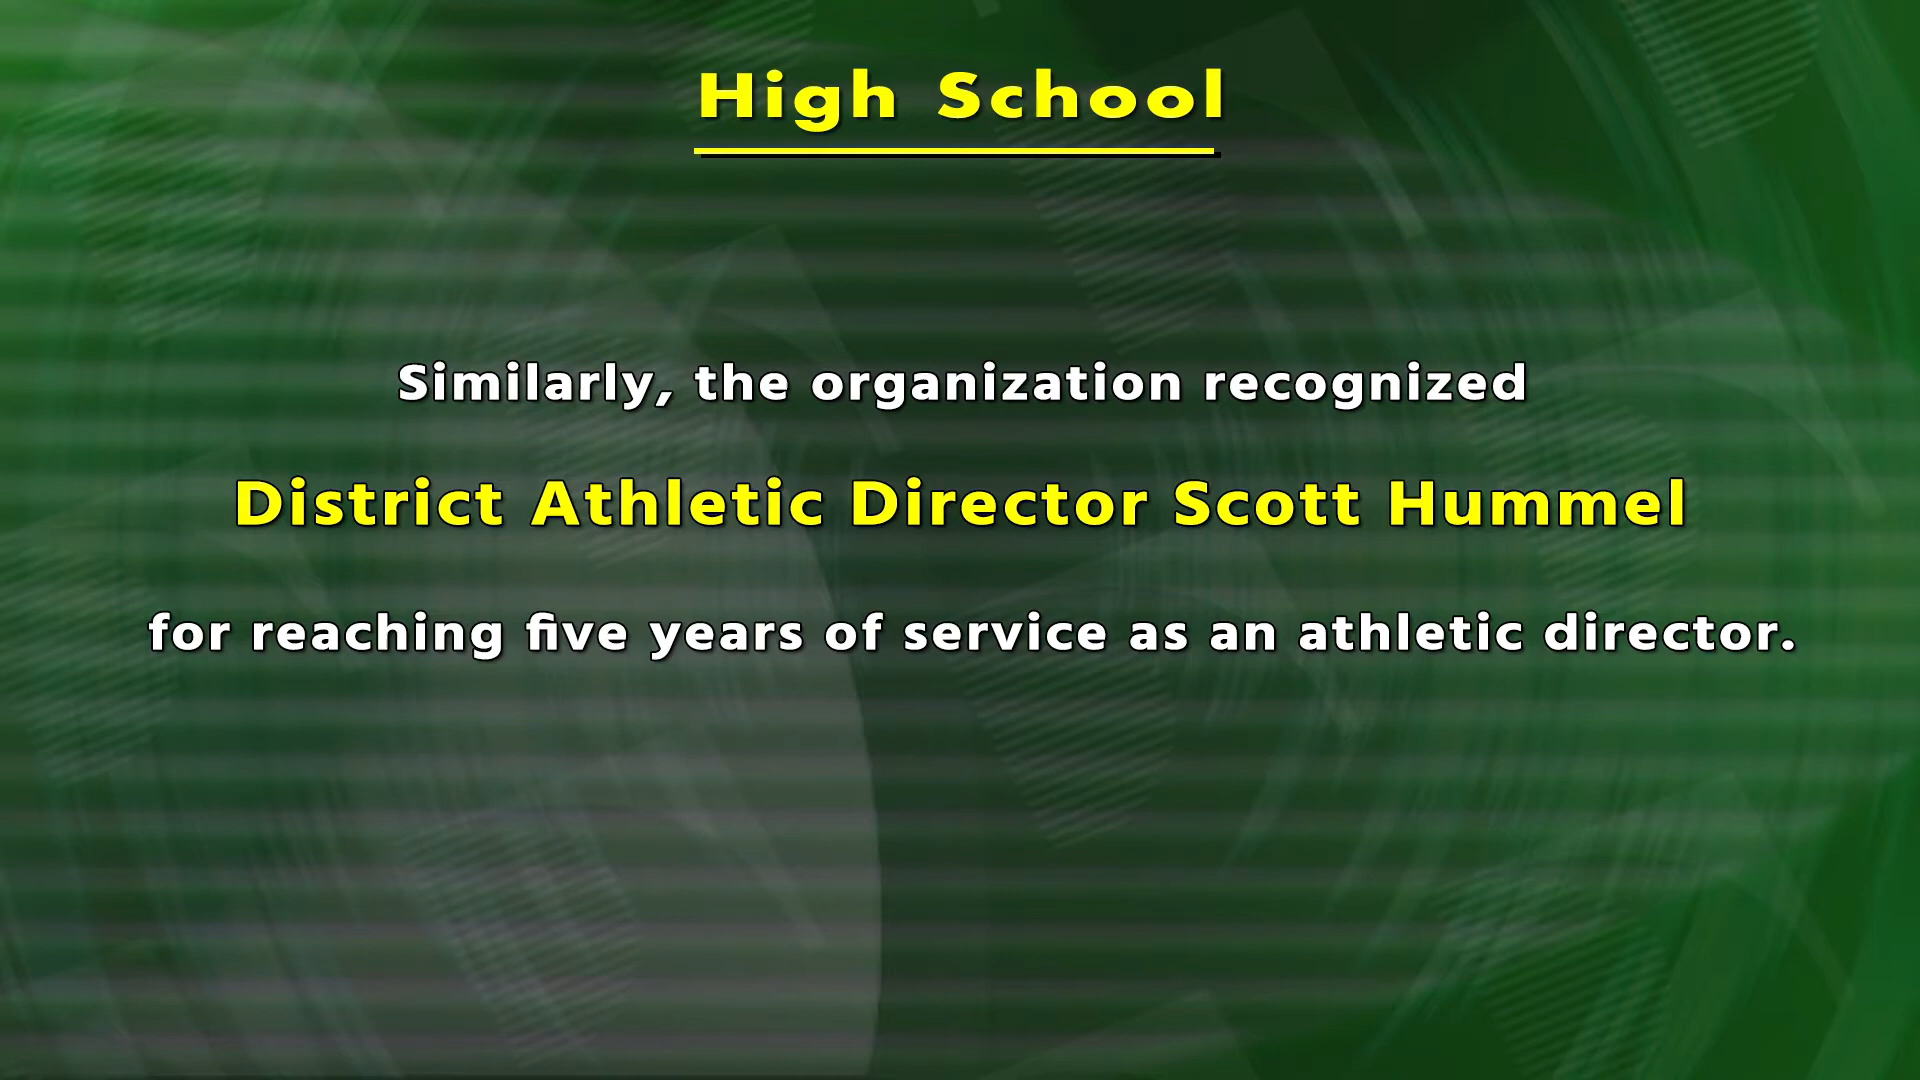 High School
Similarly, the organization recognized
District Athletic Director Scott Hummel
for reaching five years of service as an athletic director.